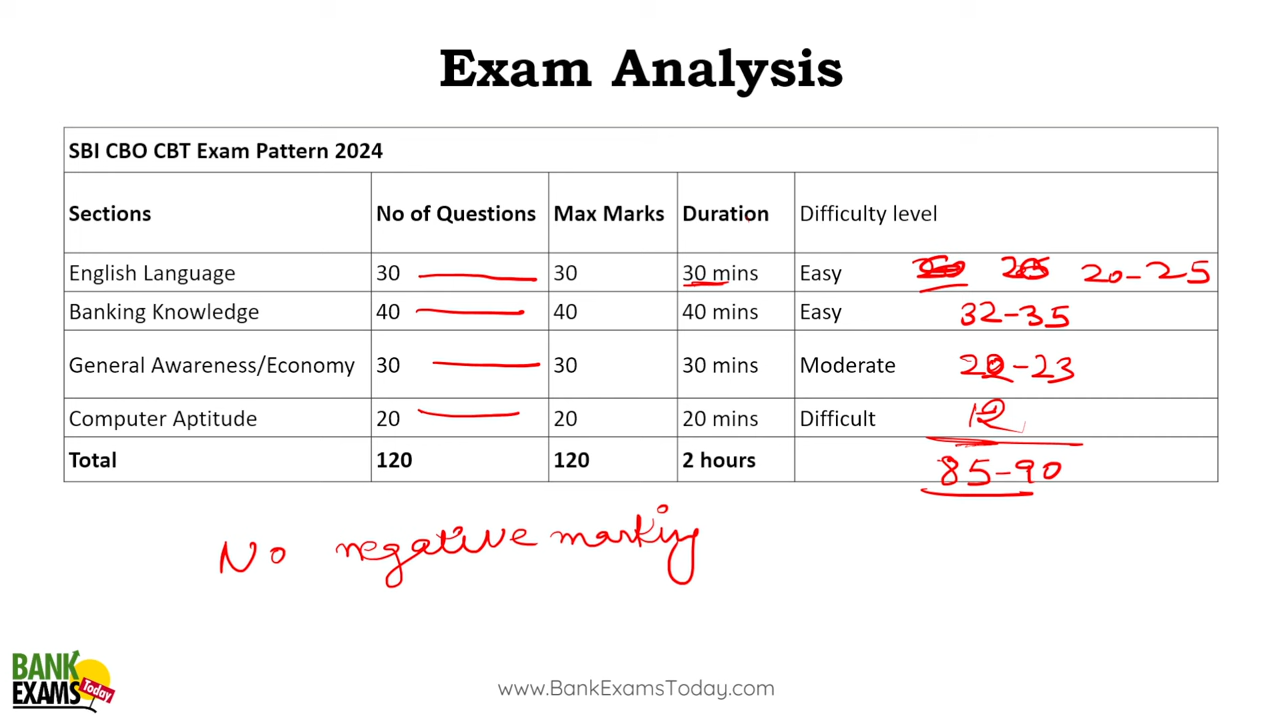 Exam Analysis
SBI CBO CBT Exam Pattern 2024
Sections No of Questions Max Marks Duration Difficulty level
English Language 30 30 30 mins Easy 20-25
Banking Knowledge 40 40 40 mins Easy 32-35
General Awareness/Economy 30 30 30 mins Moderate 20-23
Computer Aptitude 20 20 20 mins Difficult 12
Total 120 120 2 hours 85-90
No negative marking
BANK
EXAMS Today
www.BankExamsToday.com